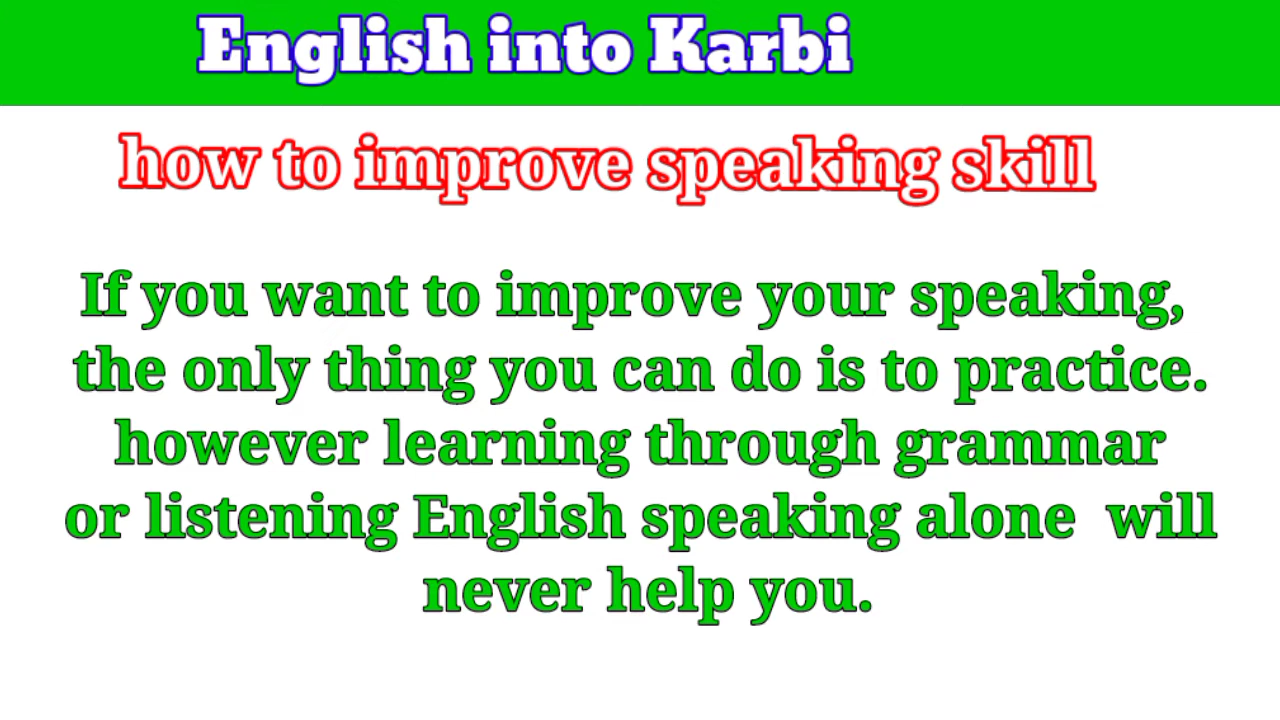 English into Karbi
how to improve speaking skill
If you want to improve your speaking,
the only thing you can do is to practice.
however learning through grammar
or listening English speaking alone will
never help you.